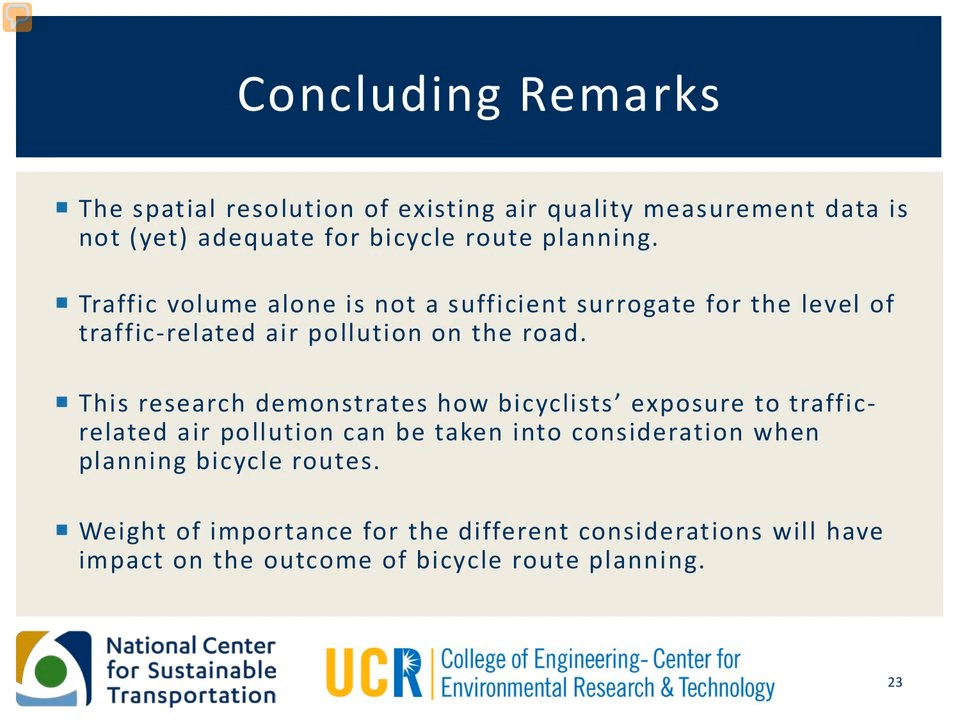 Concluding Remarks
The spatial resolution of existing air quality measurement data is
not (yet) adequate for bicycle route planning.
Traffic volume alone is not a sufficient surrogate for the level of
traffic-related air pollution on the road.
This research demonstrates how bicyclists’ exposure to traffic-
related air pollution can be taken into consideration when
planning bicycle routes.
Weight of importance for the different considerations will have
impact on the outcome of bicycle route planning.
National Center
for Sustainable
Transportation
UCR
College of Engineering- Center for
Environmental Research & Technology
23